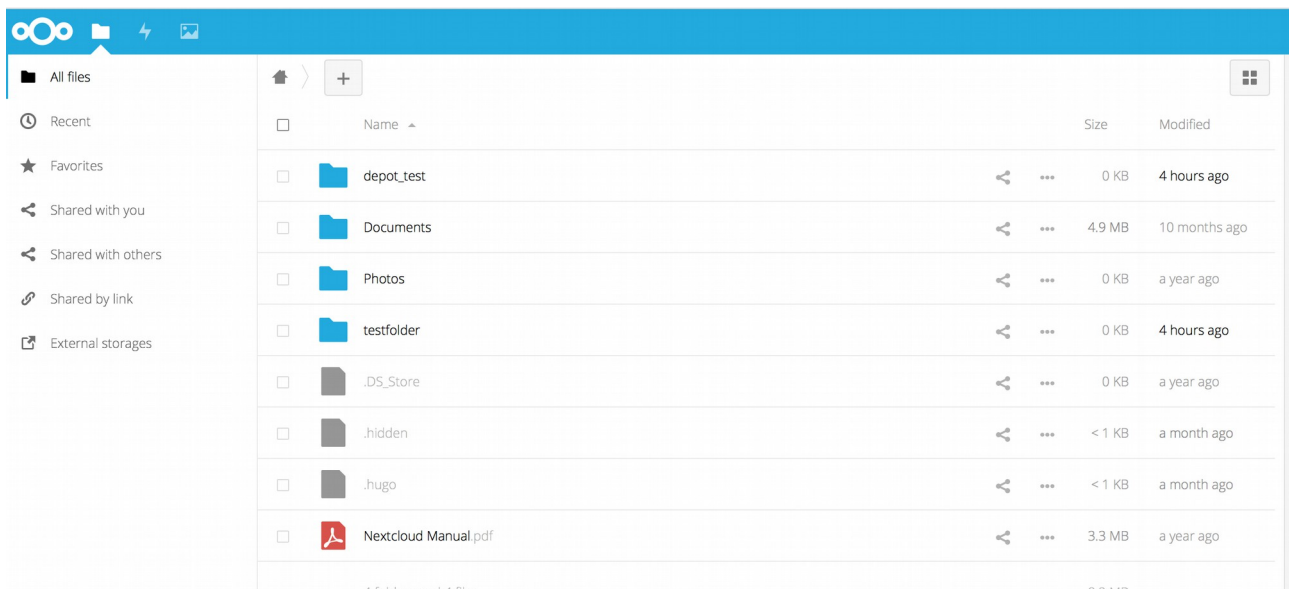 All files
Recent
Favorites
Shared with you
Shared with others
Shared by link
External storages
Name Size Modified
depot_test 0 KB 4 hours ago
Documents 4.9 MB 10 months ago
Photos 0 KB a year ago
testfolder 0 KB 4 hours ago
.DS_Store 0 KB a year ago
.hidden < 1 KB a month ago
.hugo < 1 KB a month ago
Nextcloud Manual.pdf 3.3 MB a year ago